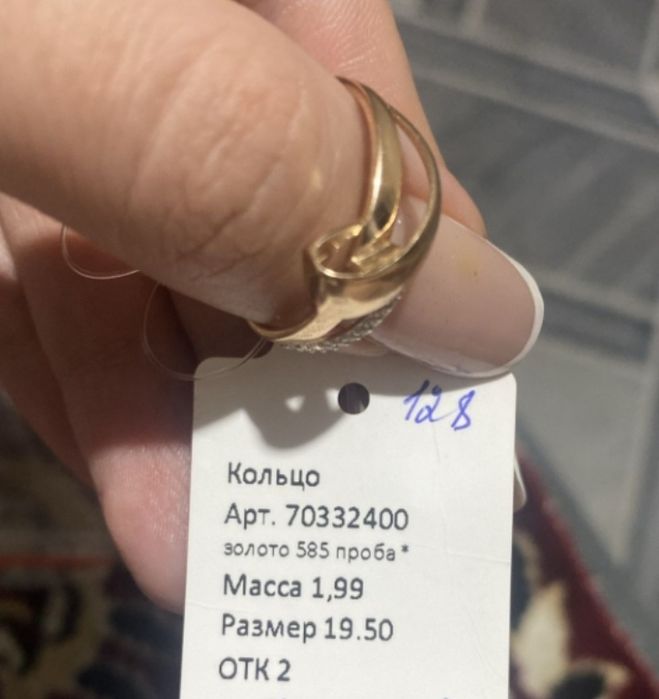 128
Кольцо
Арт. 70332400
золото 585 проба*
Масса 1,99
Размер 19.50
ОТК 2